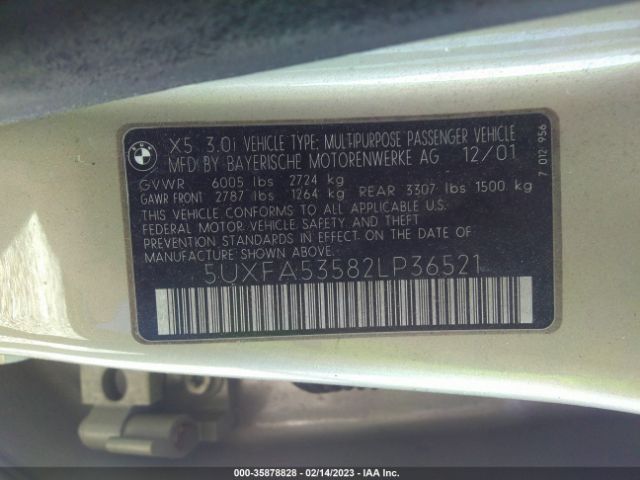 BMW
X5 3.0i VEHICLE TYPE: MULTIPURPOSE PASSENGER VEHICLE
MFD BY BAYERISCHE MOTORENWERKE AG 12/01
GVWR 6005 lbs 2724 kg
GAWR FRONT 2787 lbs 1264 kg REAR 3307 lbs 1500 kg
THIS VEHICLE CONFORMS TO ALL APPLICABLE U.S.
FEDERAL MOTOR VEHICLE, SAFETY, AND THEFT
PREVENTION STANDARDS IN EFFECT ON THE DATE OF
MANUFACTURE SHOWN ABOVE.
5UXFA53582LP36521
7 012 956
000-35878828 - 02/14/2023 - IAA Inc.